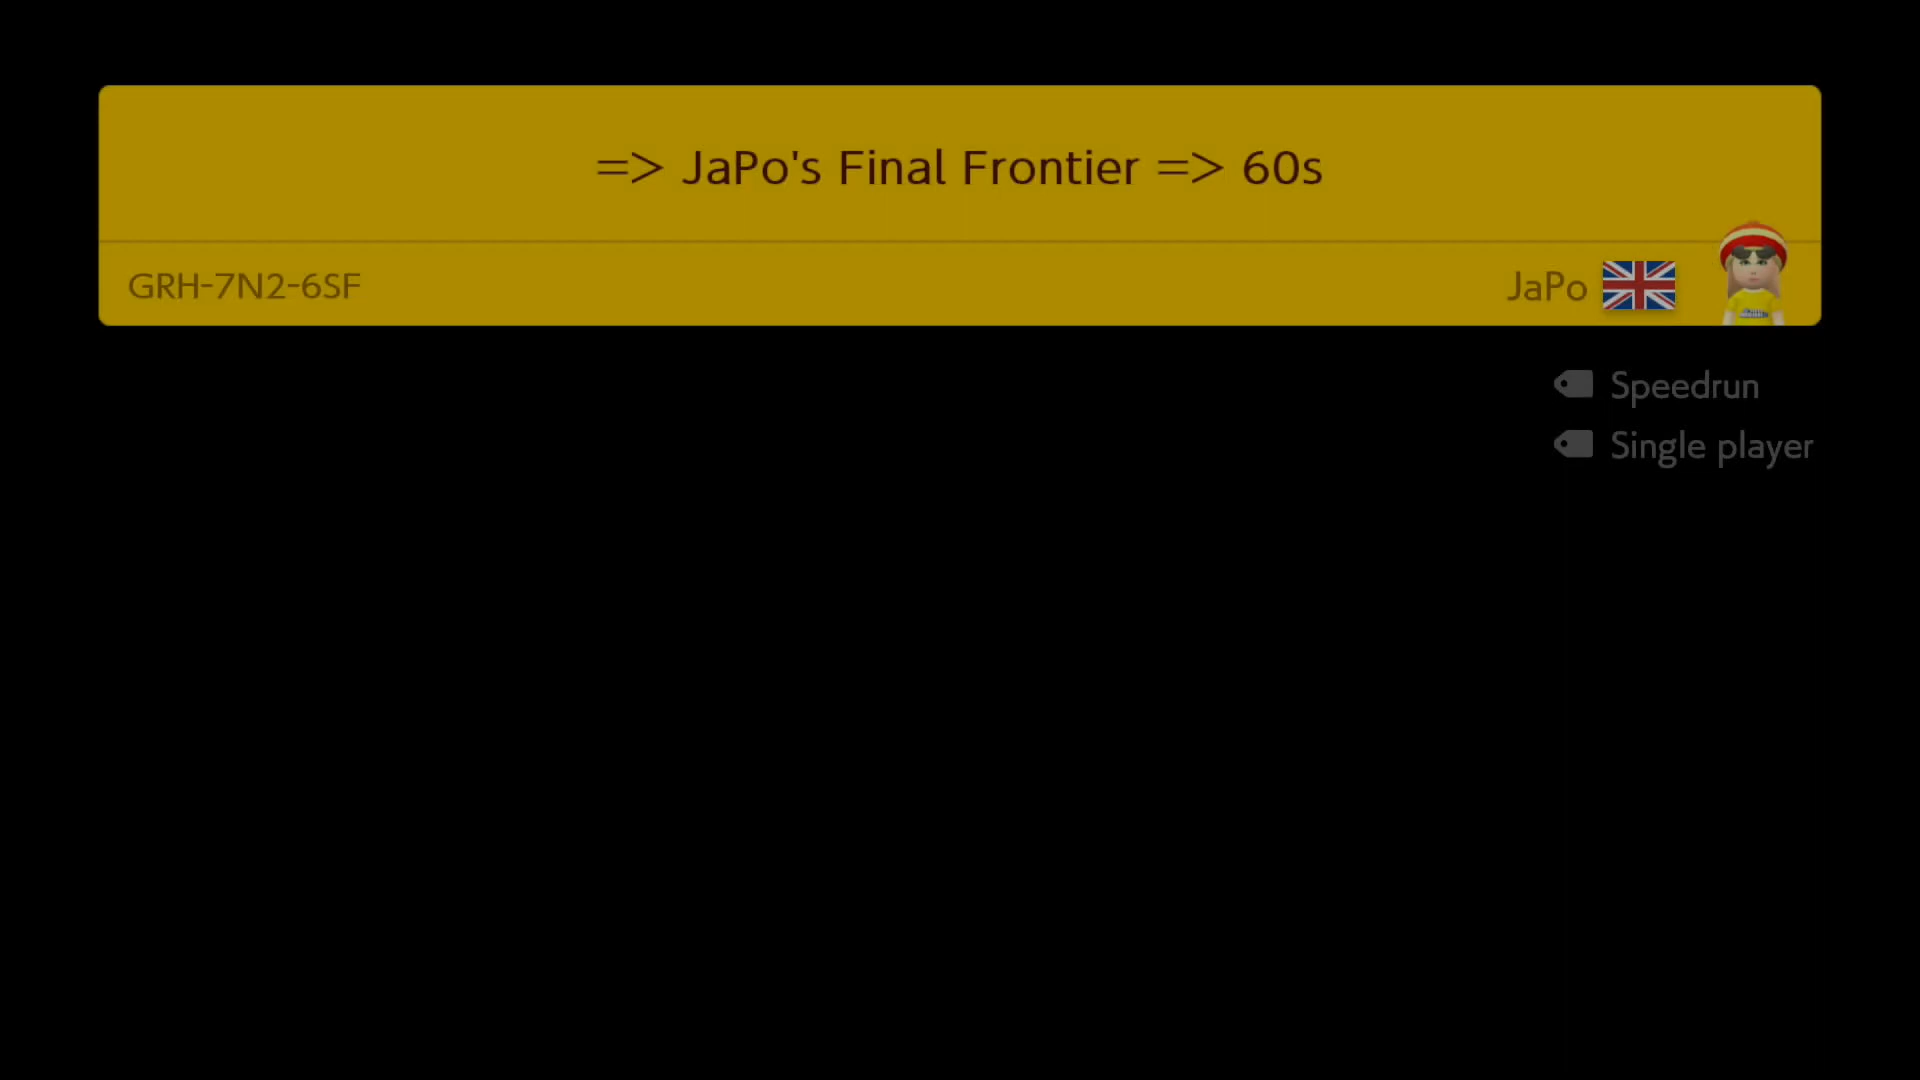 => JaPo's Final Frontier => 60s
GRH-7N2-6SF
JaPo
Speedrun
Single player